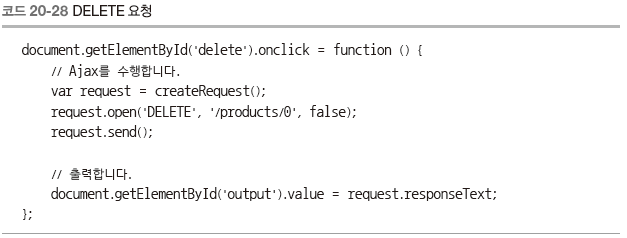 코드 20-28 DELETE 요청
document.getElementById('delete').onclick = function () {
// Ajax를 수행합니다.
var request = createRequest();
request.open('DELETE', '/products/0', false);
request.send();
// 출력합니다.
document.getElementById('output').value = request.responseText;
};